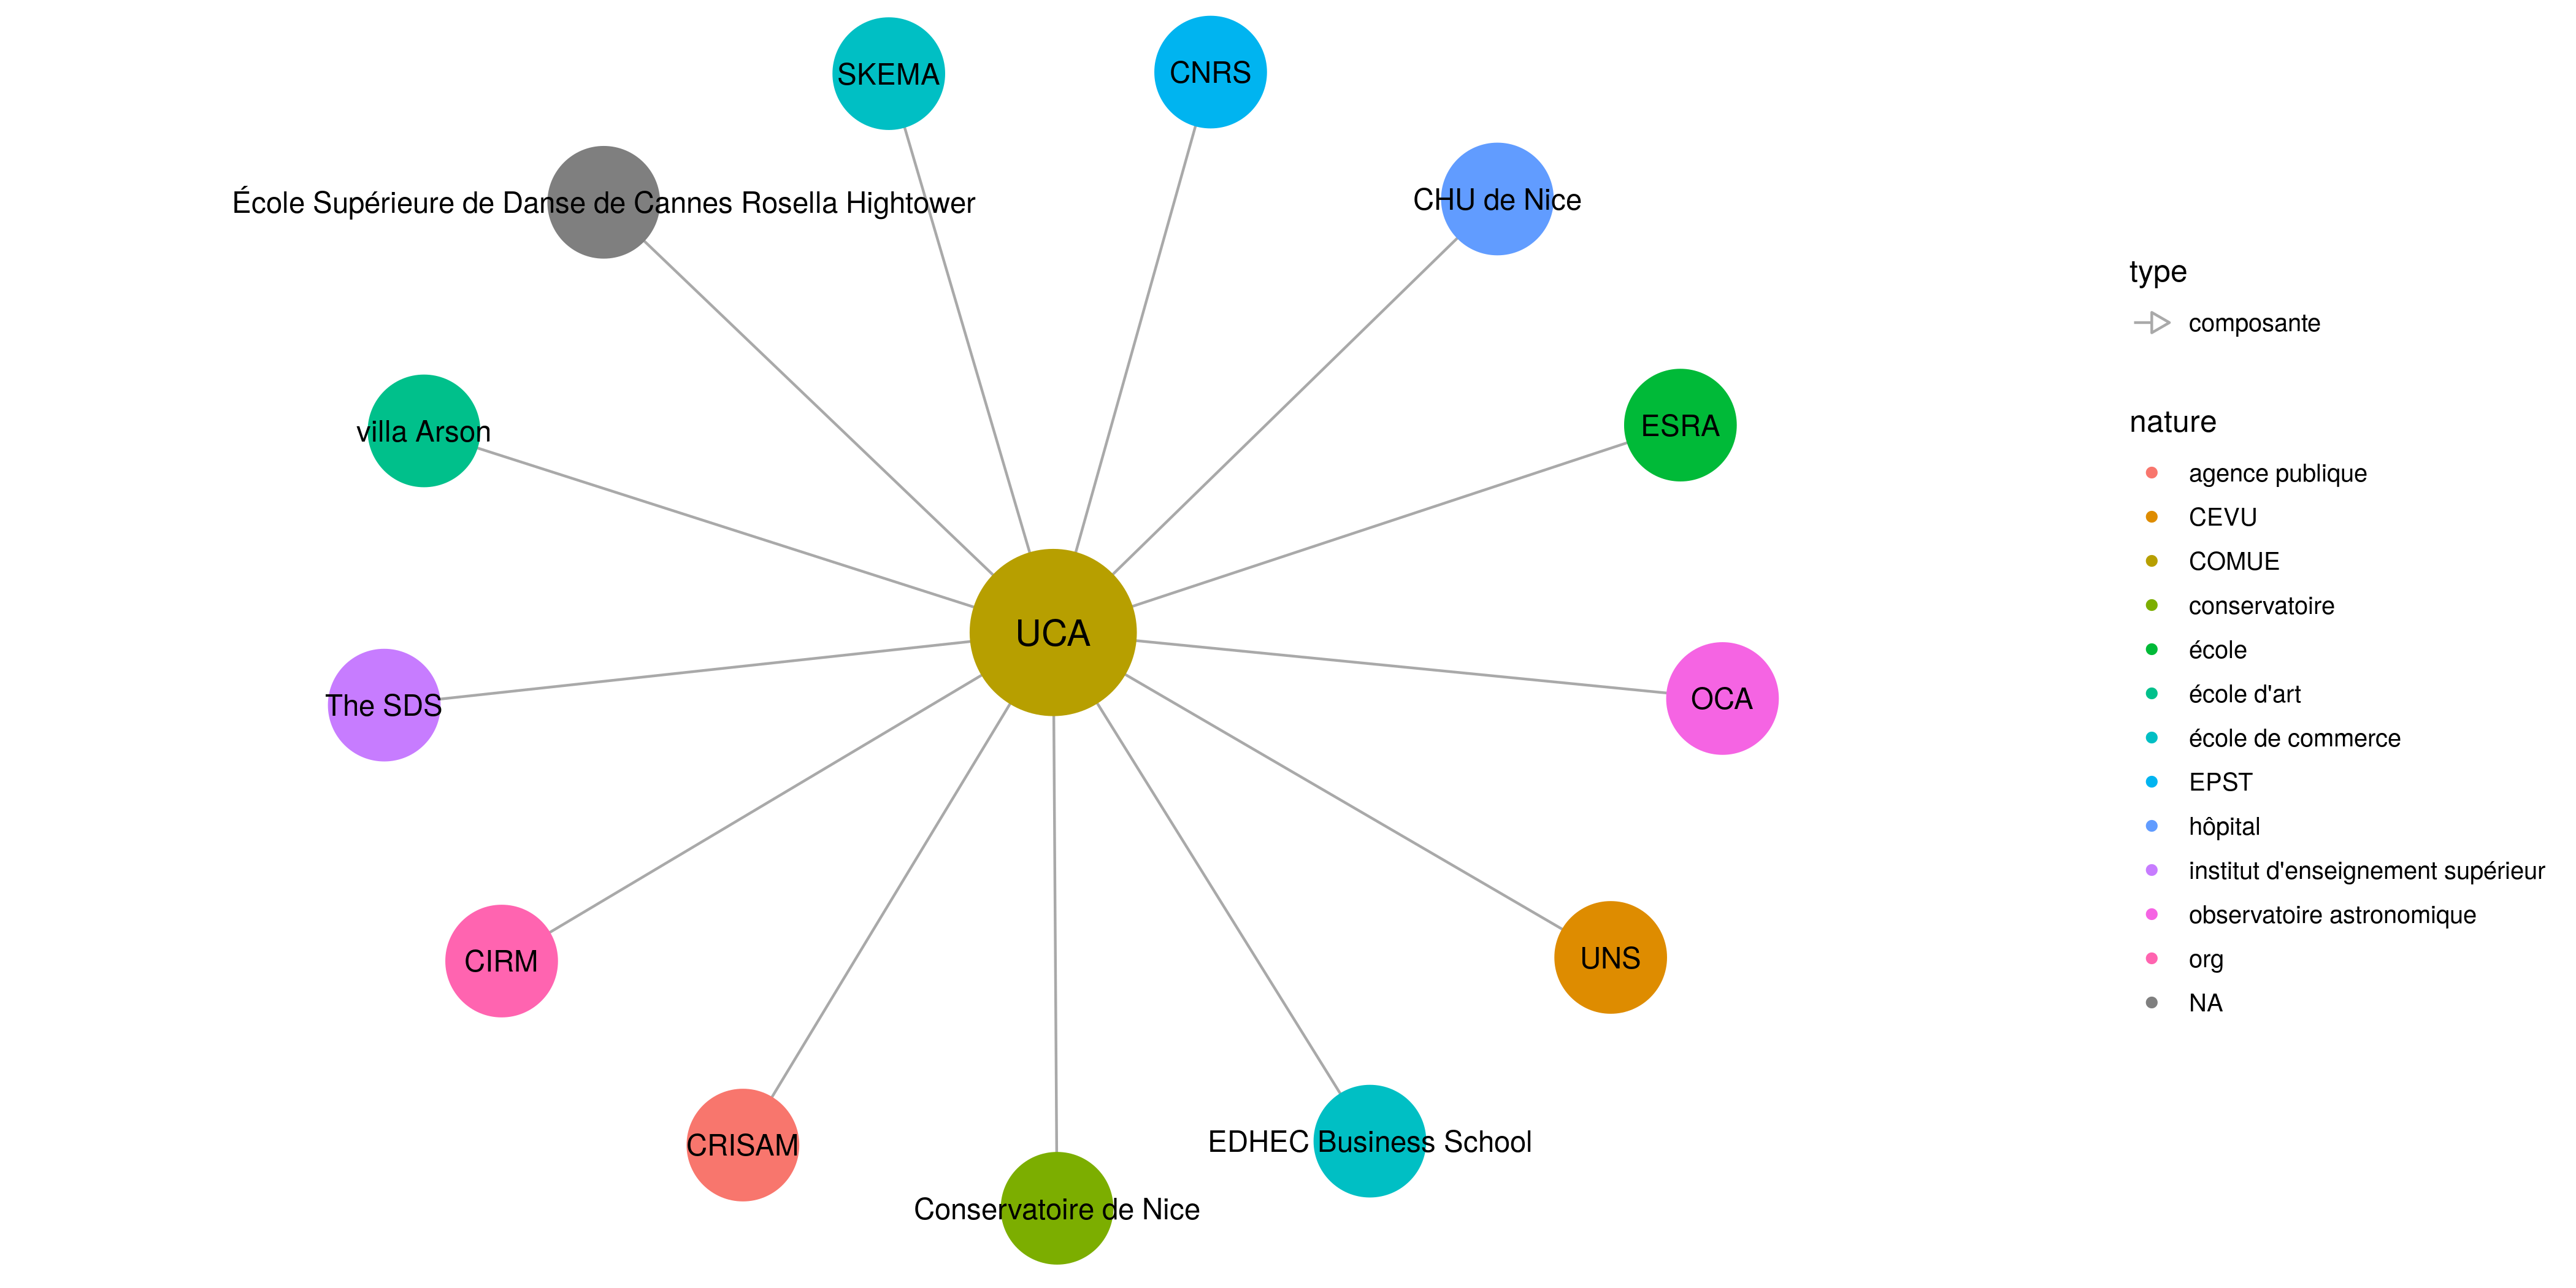 SKEMA
CNRS
CHU de Nice
École Supérieure de Danse de Cannes Rosella Hightower
ESRA
villa Arson
UCA
OCA
The SDS
UNS
CIRM
EDHEC Business School
CRISAM
Conservatoire de Nice
type
composante
nature
agence publique
CEVU
COMUE
conservatoire
école
école d'art
école de commerce
EPST
hôpital
institut d'enseignement supérieur
observatoire astronomique
org
NA